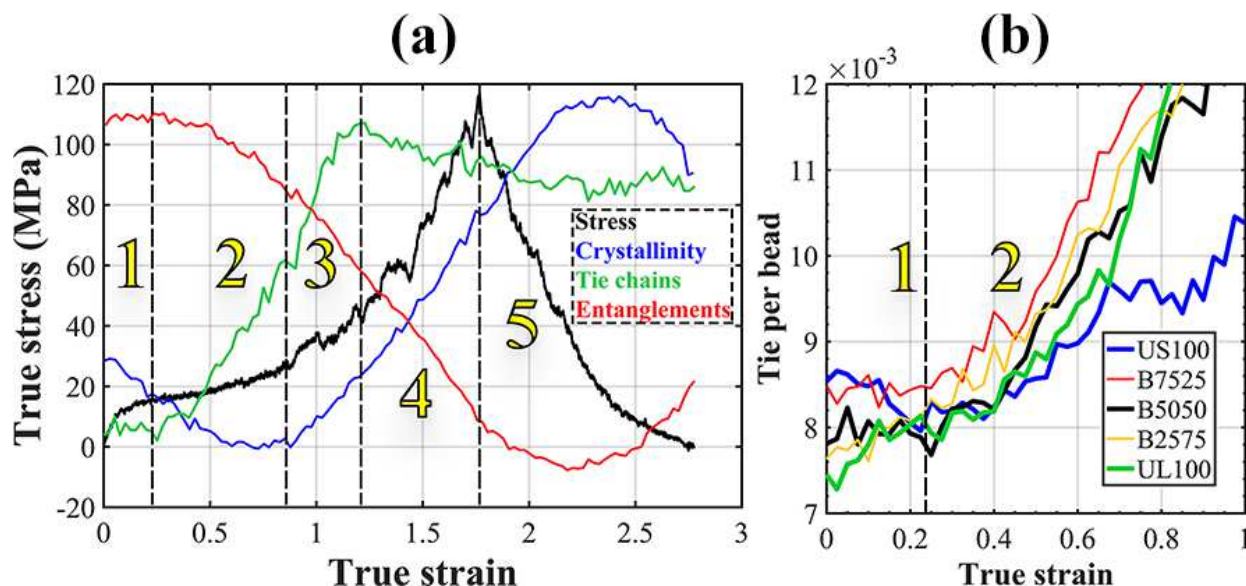 (a)
(b)
True stress (MPa)
120
100
80
60
40
20
0
-20
1
2
3
4
5
Stress
Crystallinity
Tie chains
Entanglements
0
0.5
1
1.5
2
2.5
3
True strain
×10⁻³
Tie per bead
12
11
10
9
8
7
1
2
US100
B7525
B5050
B2575
UL100
0
0.2
0.4
0.6
0.8
1
True strain